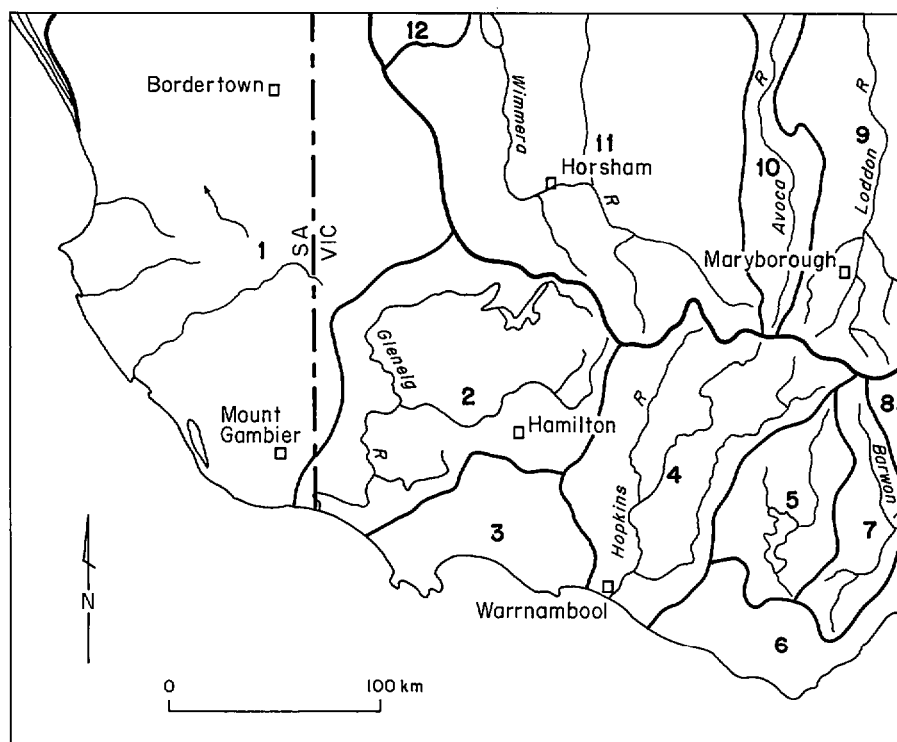 12
Bordertown
Wimmera
R
R
11
Horsham
R
10
Avoca
9
Loddon
Maryborough
1
SA
VIC
Glenelg
R
2
Hamilton
Mount
Gambier
R
4
Hopkins
3
Warrnambool
5
7
Barwon
8
6
N
0
100 km